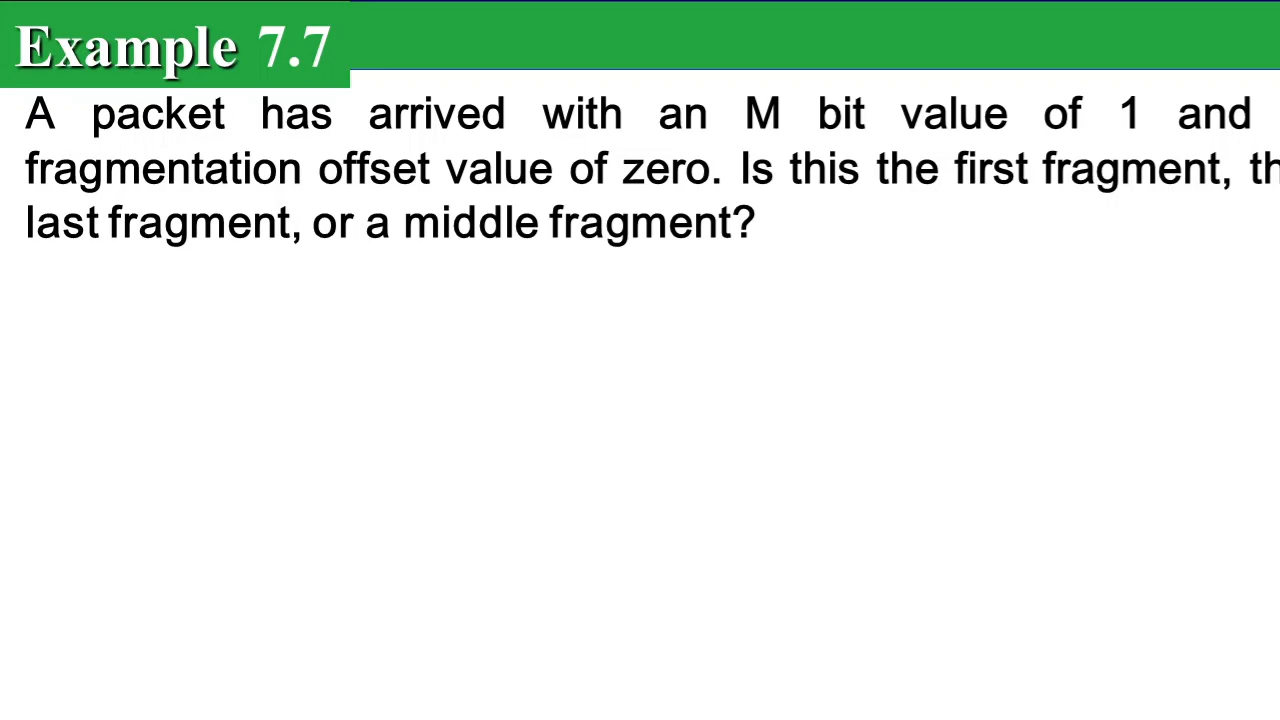 Example 7.7
A packet has arrived with an M bit value of 1 and
fragmentation offset value of zero. Is this the first fragment, th
last fragment, or a middle fragment?